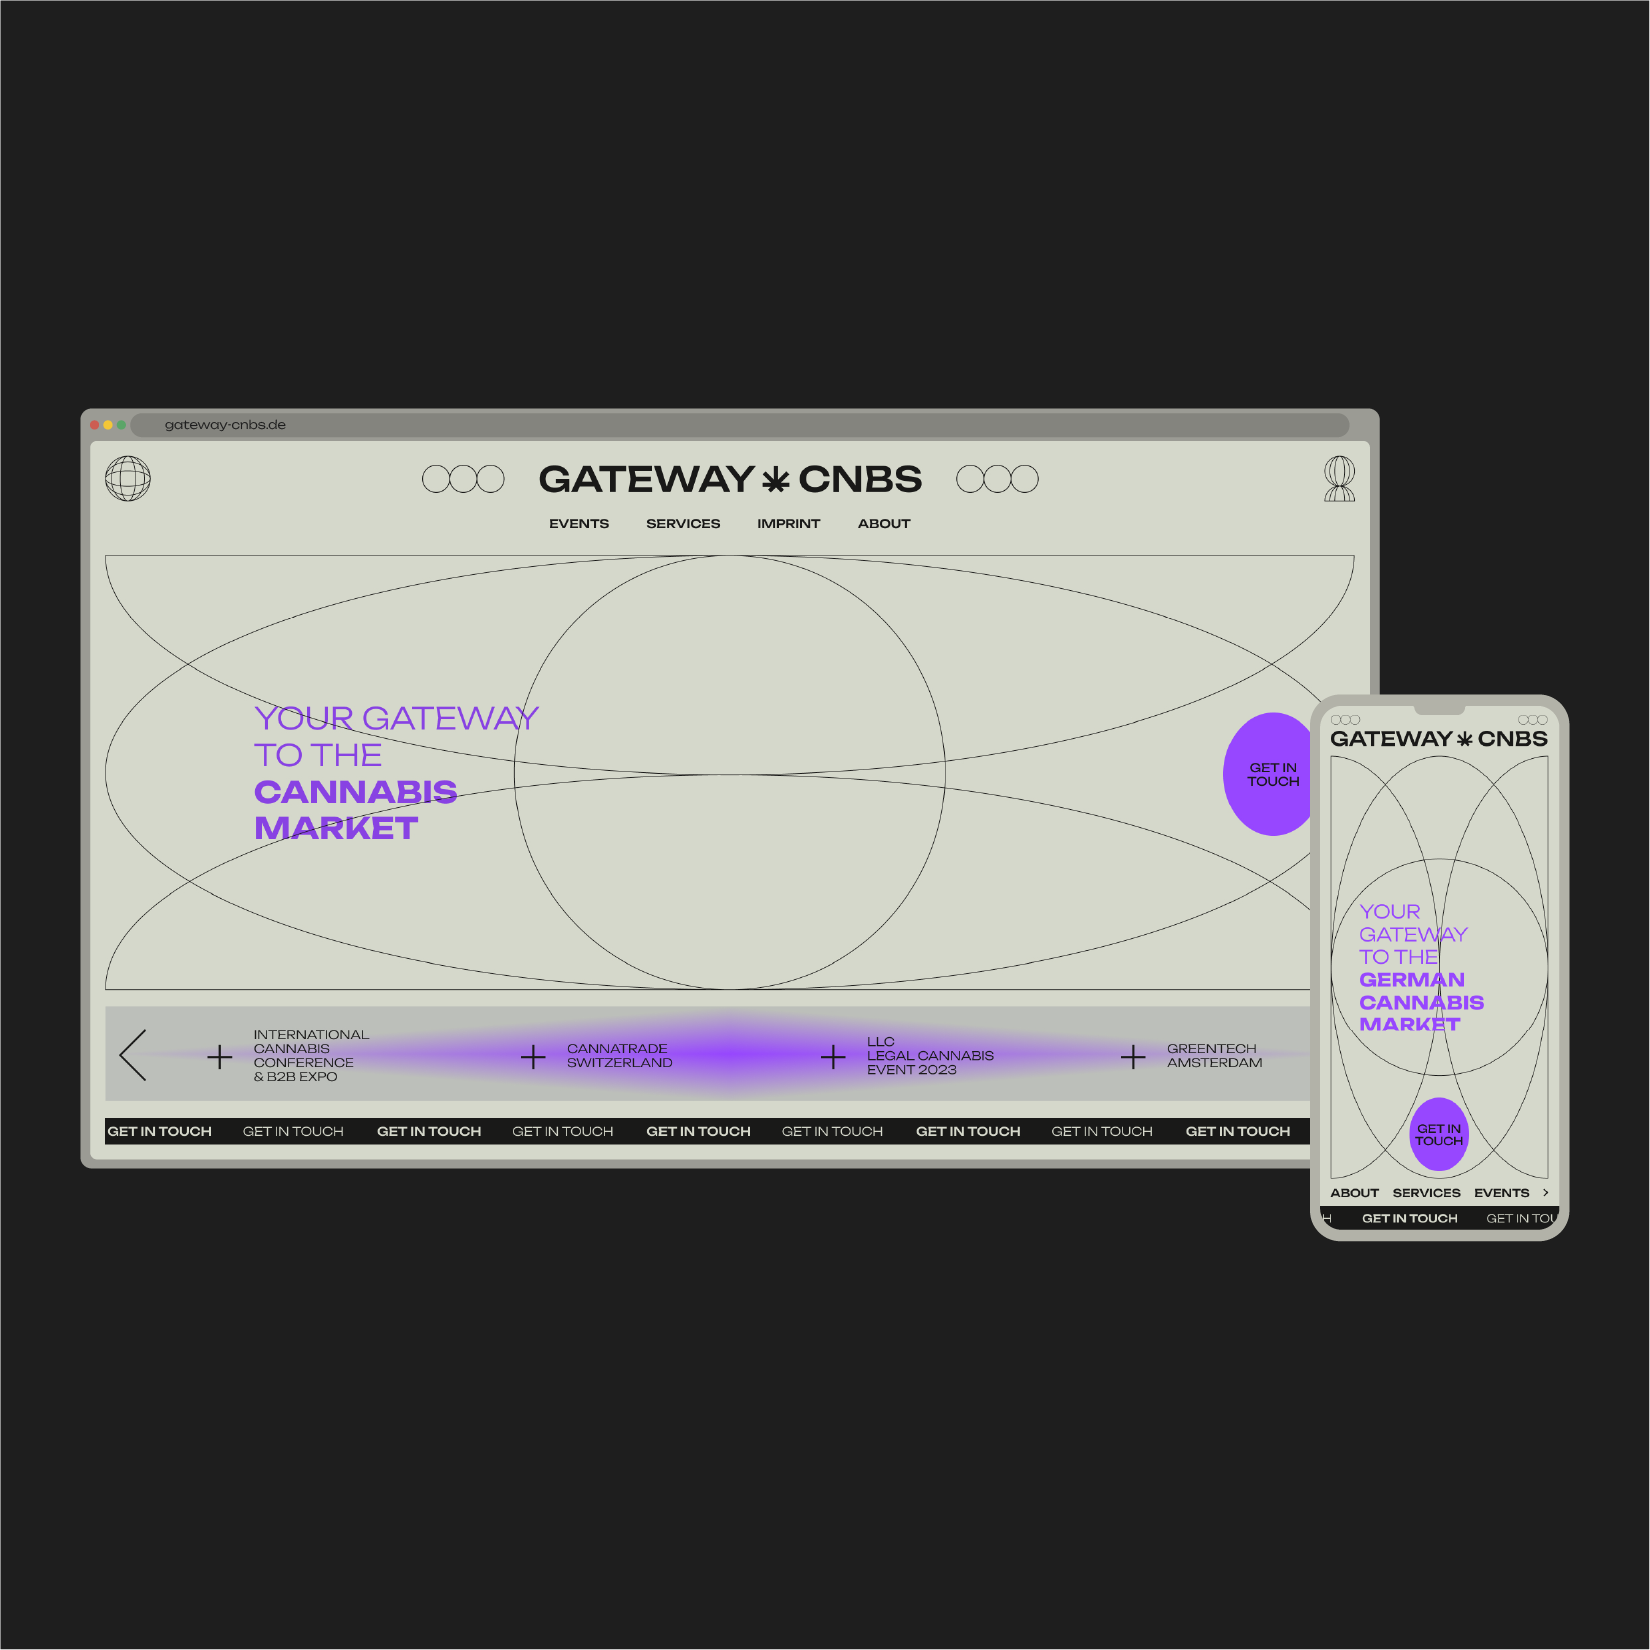 gateway-cnbs.de
GATEWAY CNBS
EVENTS SERVICES IMPRINT ABOUT
YOUR GATEWAY
TO THE
CANNABIS
MARKET
GET IN
TOUCH
INTERNATIONAL
CANNABIS
CONFERENCE
& B2B EXPO
CANNATRADE
SWITZERLAND
LLC
LEGAL CANNABIS
EVENT 2023
GREENTECH
AMSTERDAM
GET IN TOUCH GET IN TOUCH GET IN TOUCH GET IN TOUCH GET IN TOUCH GET IN TOUCH GET IN TOUCH GET IN TOUCH GET IN TOUCH
GATEWAY CNBS
YOUR
GATEWAY
TO THE
GERMAN
CANNABIS
MARKET
GET IN
TOUCH
ABOUT SERVICES EVENTS >
H GET IN TOUCH GET IN TOU